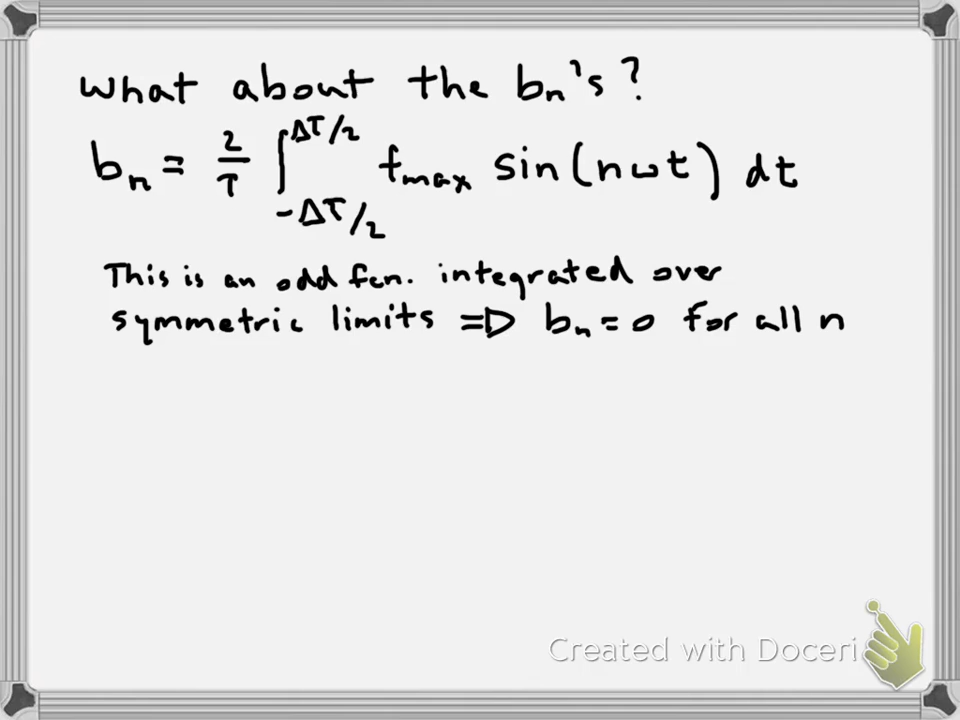 What about the bn's?
bn = 2/T ∫_{-ΔT/2}^{ΔT/2} fmax sin(nωt) dt
This is an odd fcn. integrated over
symmetric limits ⇒ bn = 0 for all n
Created with Doceri